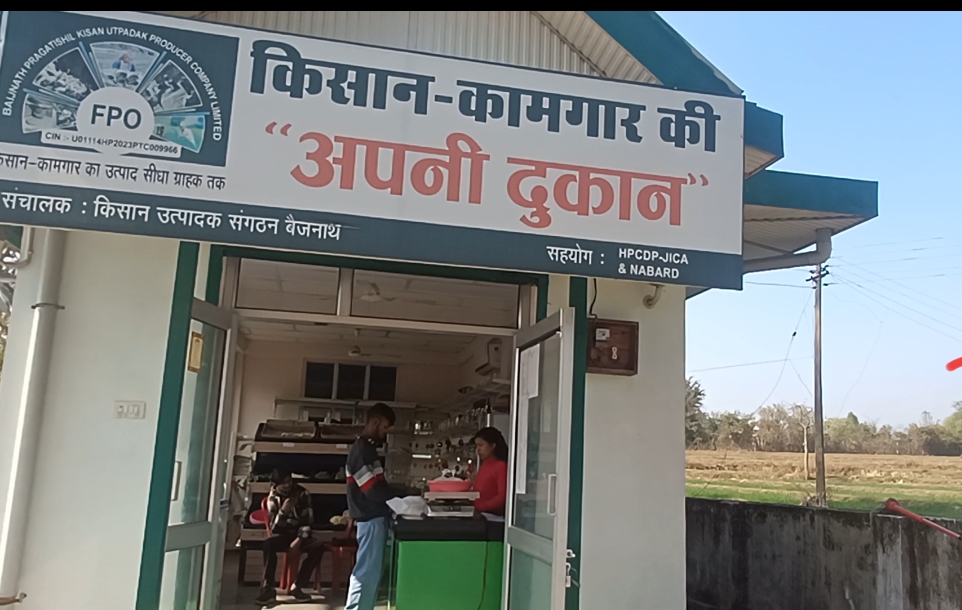 BAIJNATH PRAGATISHIL KISAN UTPADAK PRODUCER COMPANY LIMITED
FPO
CIN :- U01114HP2023PTC009966
किसान-कामगार का उत्पाद सीधा ग्राहक तक
किसान-कामगार की
“अपनी दुकान”
संचालक : किसान उत्पादक संगठन बैजनाथ
सहयोग : HPCDP-JICA
& NABARD